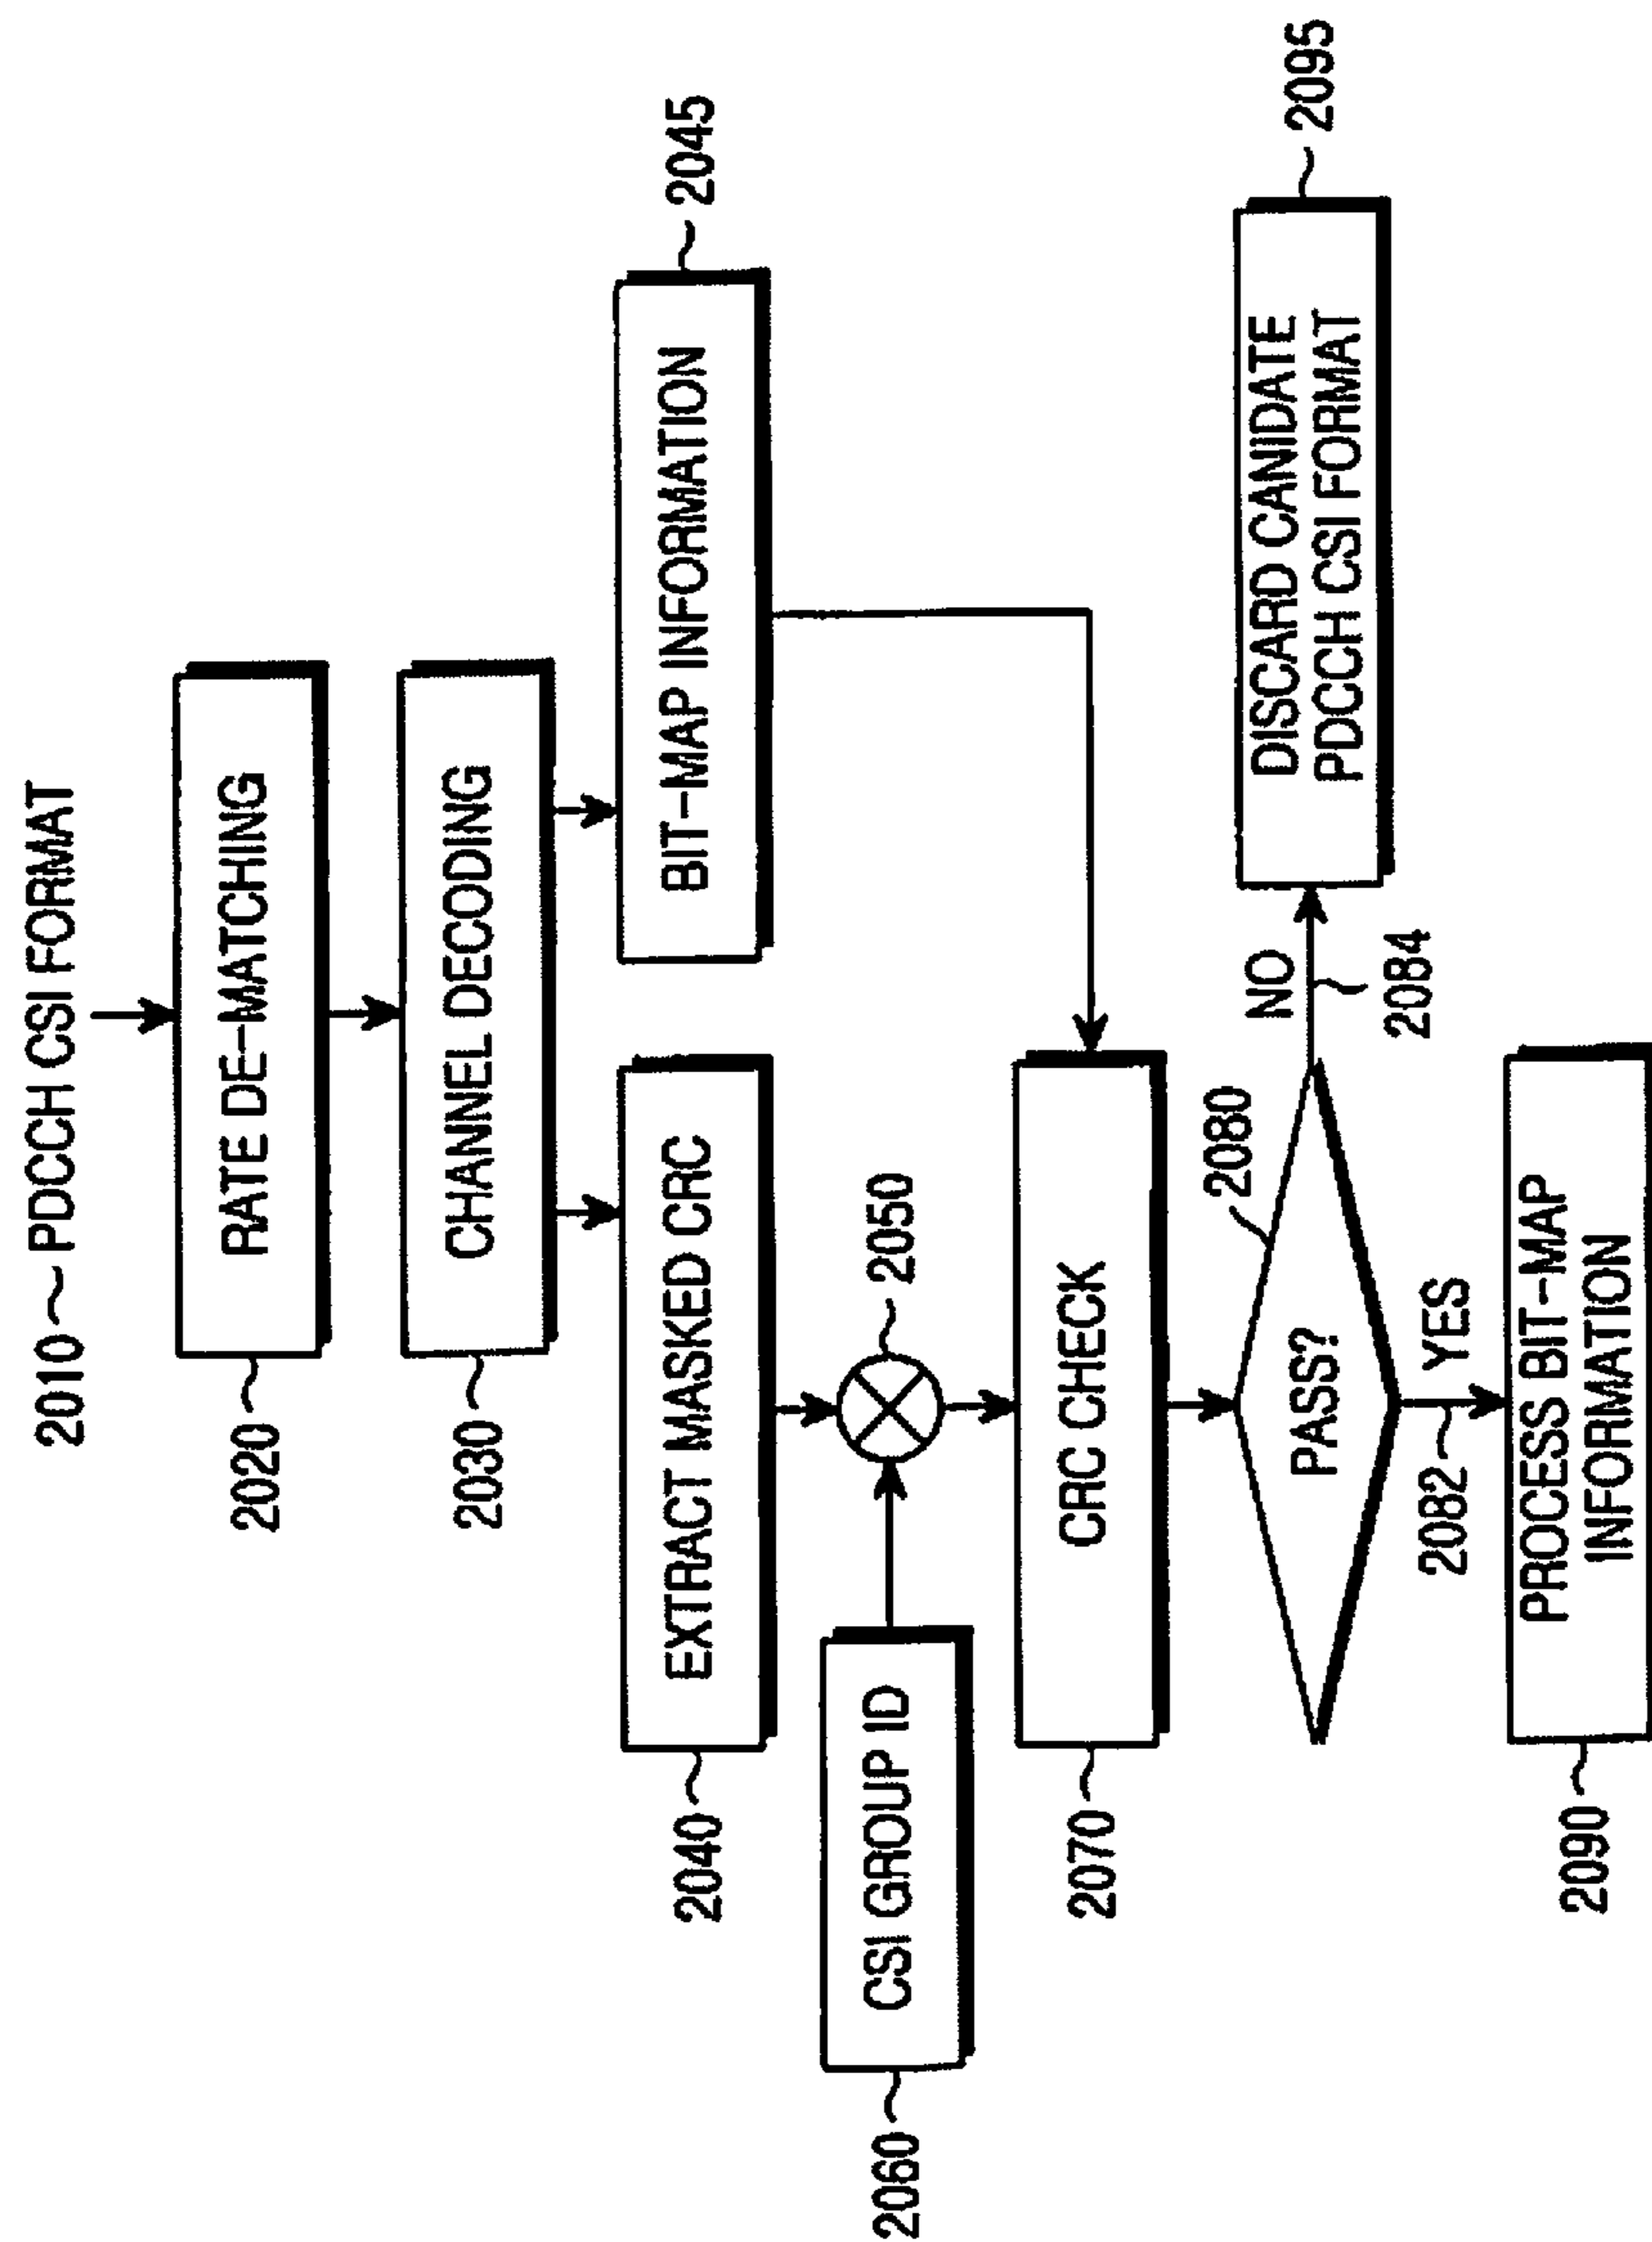 2010 PDCCH CSI FORMAT
2020
RATE DE-MATCHING
2030
CHANNEL DECODING
2040
EXTRACT MASKED CRC
BIT-MAP INFORMATION
2045
2060
CSI GROUP ID
2050
2070
CRC CHECK
2080
PASS?
NO
2084
DISCARD CANDIDATE
PDCCH CSI FORMAT
2095
2082
YES
2090
PROCESS BIT-MAP
INFORMATION